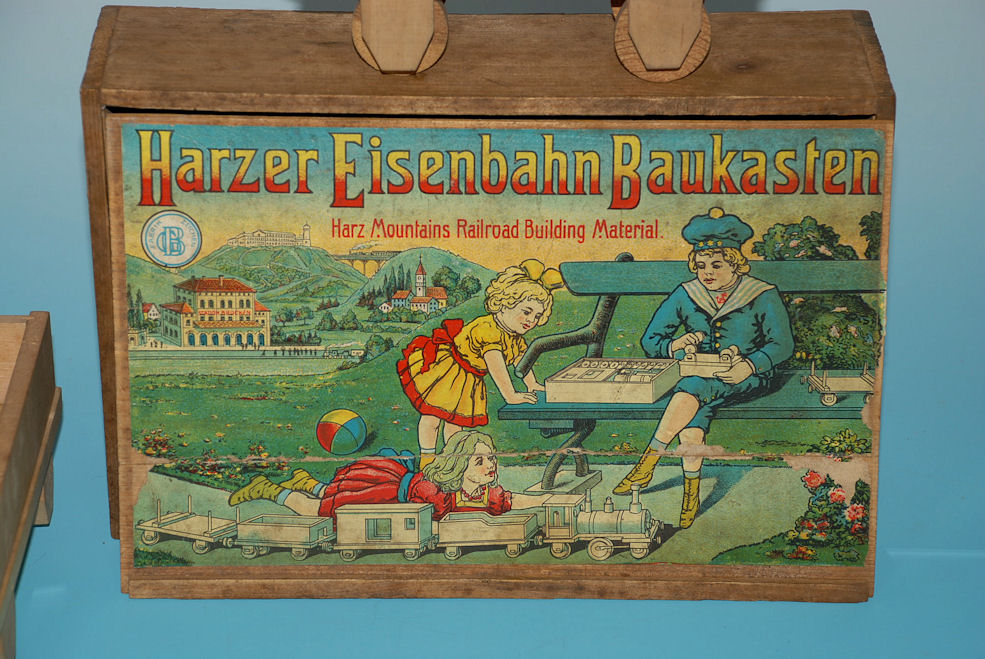 Harzer Eisenbahn Baukasten
Harz Mountains Railroad Building Material.